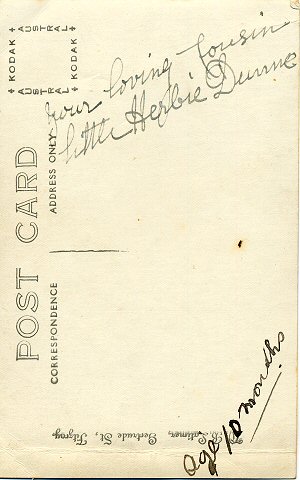 KODAK AUSTRAL
AUSTRAL KODAK
your loving cousin
little Herbie Dunne
POST CARD
ADDRESS ONLY
CORRESPONDENCE
Latimer,
Gertrude St, Fitzroy
age 10 months